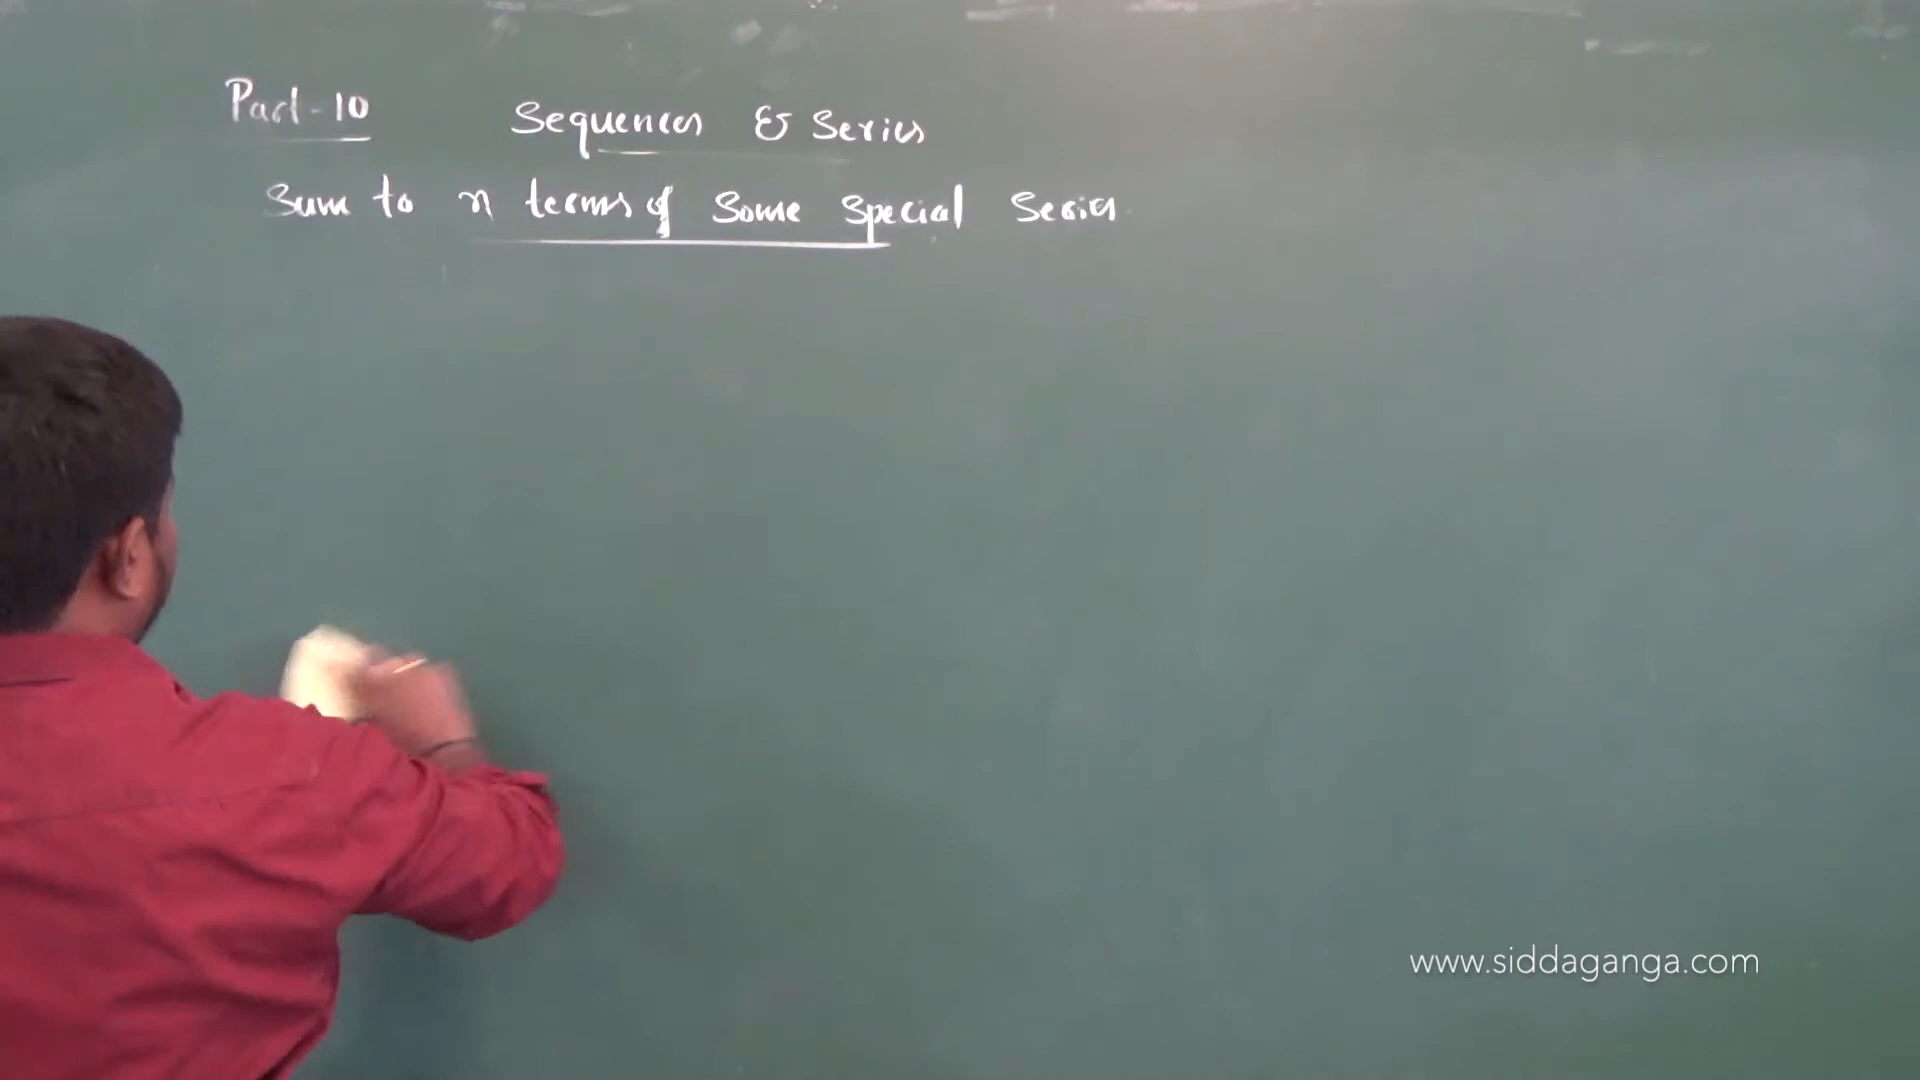 Part-10 Sequences & Series
Sum to n terms of Some Special Series
www.siddaganga.com